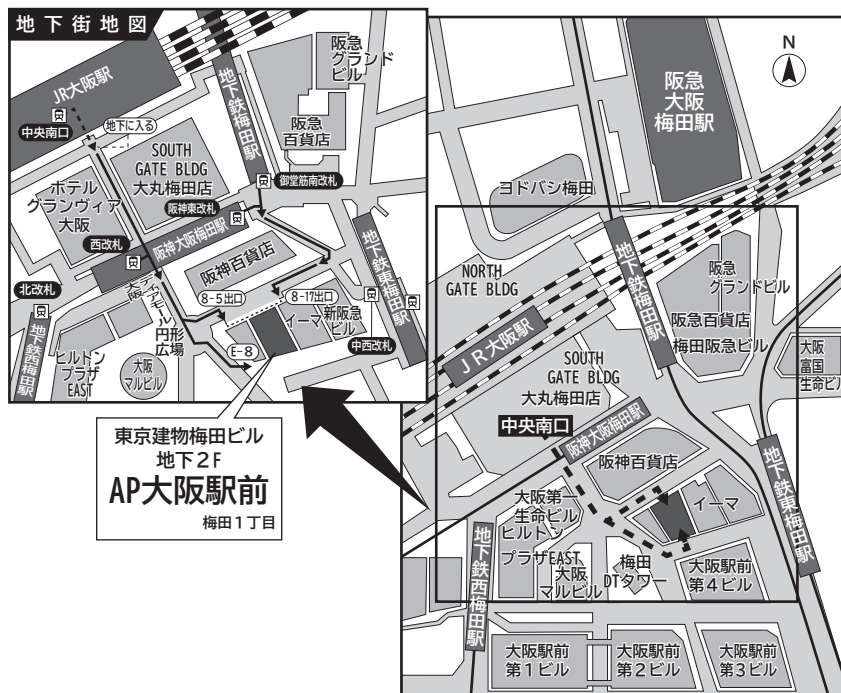 地下街地図
JR大阪駅
中央南口
地下に入る
地下鉄梅田駅
阪急
グランド
ビル
阪急
百貨店
SOUTH
GATE BLDG
大丸梅田店
ホテル
グランヴィア
大阪
阪神東改札
御堂筋南改札
西改札
阪神大阪梅田駅
阪神百貨店
北改札
地下鉄西梅田駅
ディアモール
大阪
円形
広場
8-5出口
8-17出口
イーマ
新阪急
ビル
地下鉄東梅田駅
中西改札
E-8
ヒルトン
プラザ
EAST
大阪
マルビル
東京建物梅田ビル
地下2F
AP大阪駅前
梅田1丁目
N
阪急
大阪
梅田駅
ヨドバシ梅田
NORTH
GATE BLDG
地下鉄梅田駅
阪急
グランドビル
阪急百貨店
梅田阪急ビル
大阪
富国
生命ビル
JR大阪駅
SOUTH
GATE BLDG
大丸梅田店
中央南口
阪神大阪梅田駅
阪神百貨店
地下鉄東梅田駅
イーマ
大阪第一
生命ビル
ヒルトン
プラザEAST
大阪
マルビル
梅田
DTタワー
大阪駅前
第4ビル
地下鉄西梅田駅
大阪駅前
第1ビル
大阪駅前
第2ビル
大阪駅前
第3ビル